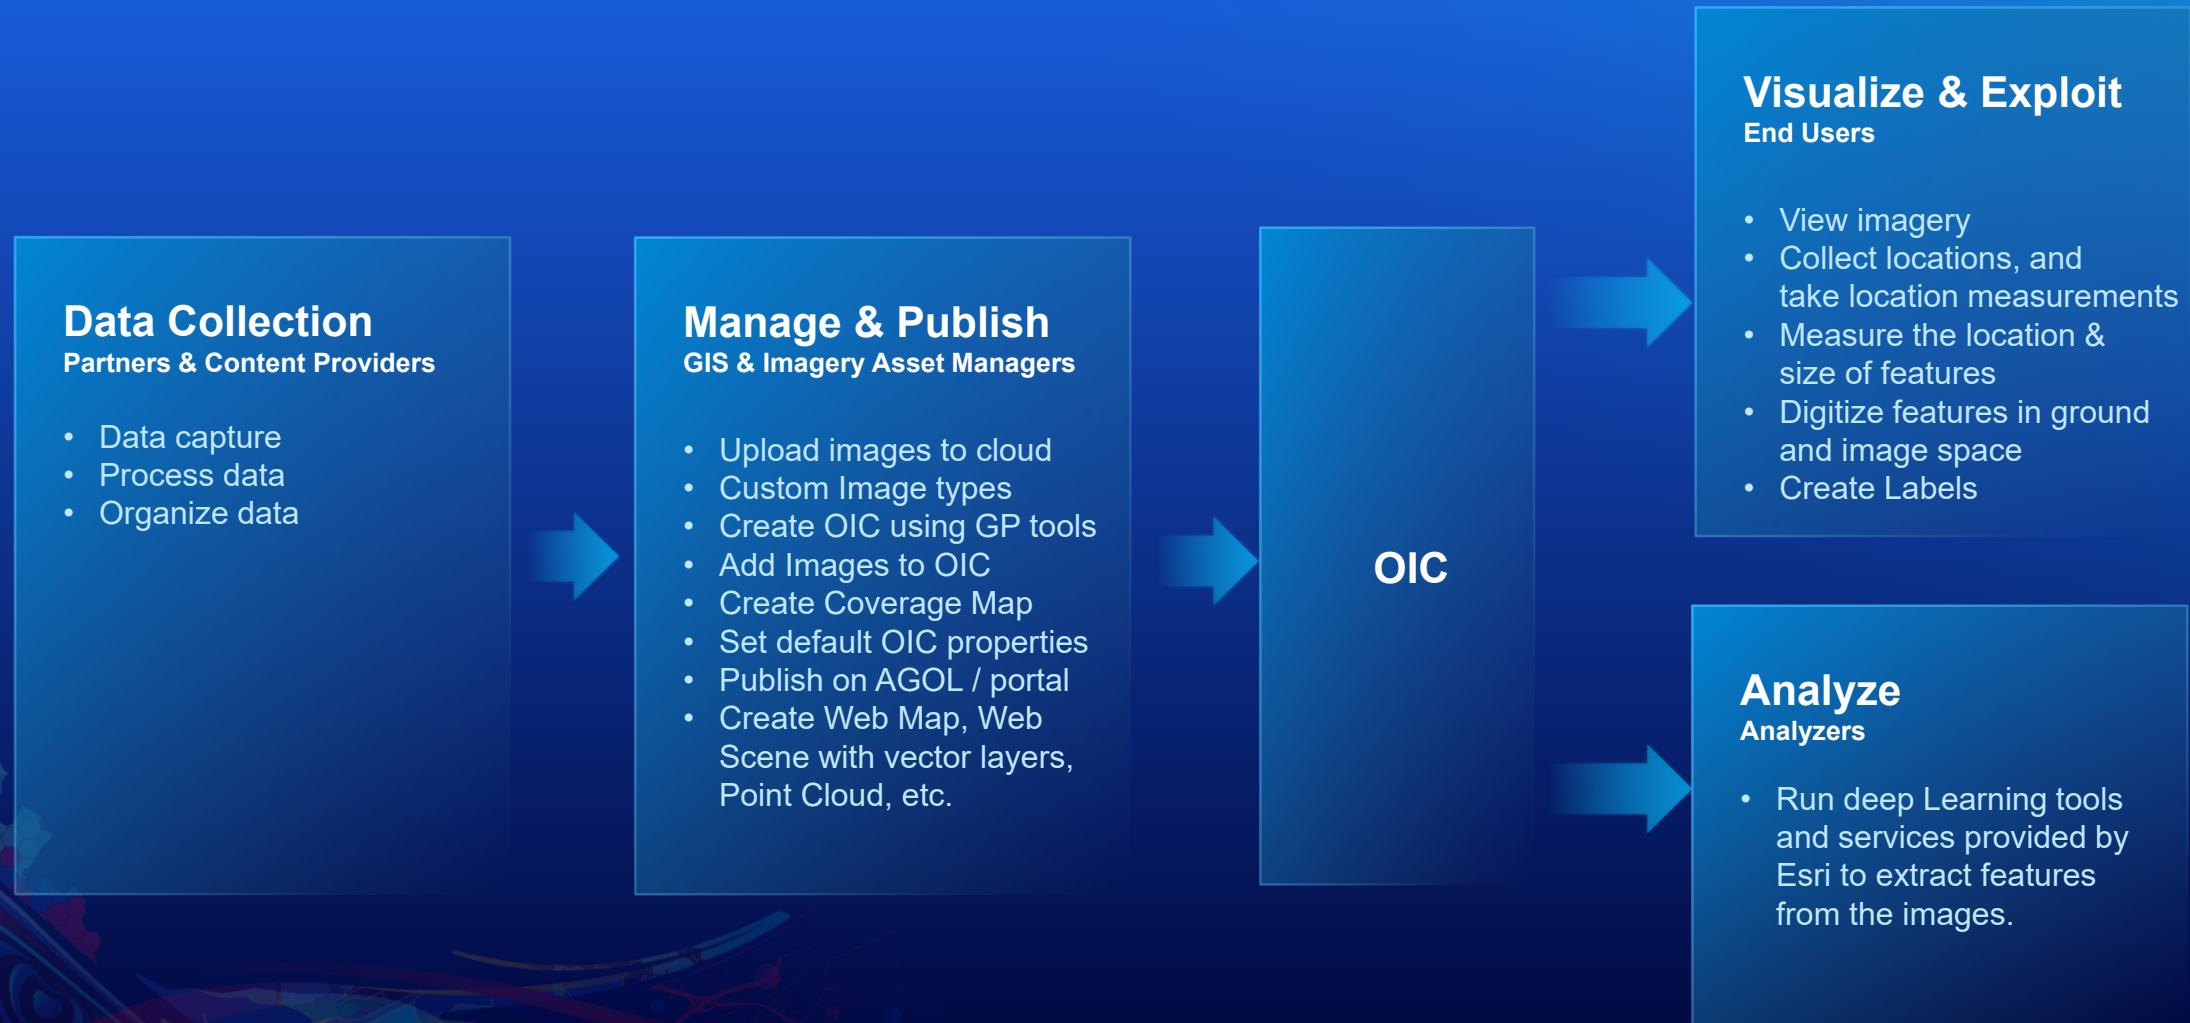 Data Collection
Partners & Content Providers
• Data capture
• Process data
• Organize data
Manage & Publish
GIS & Imagery Asset Managers
• Upload images to cloud
• Custom Image types
• Create OIC using GP tools
• Add Images to OIC
• Create Coverage Map
• Set default OIC properties
• Publish on AGOL / portal
• Create Web Map, Web
Scene with vector layers,
Point Cloud, etc.
OIC
Visualize & Exploit
End Users
• View imagery
• Collect locations, and
take location measurements
• Measure the location &
size of features
• Digitize features in ground
and image space
• Create Labels
Analyze
Analyzers
• Run deep Learning tools
and services provided by
Esri to extract features
from the images.